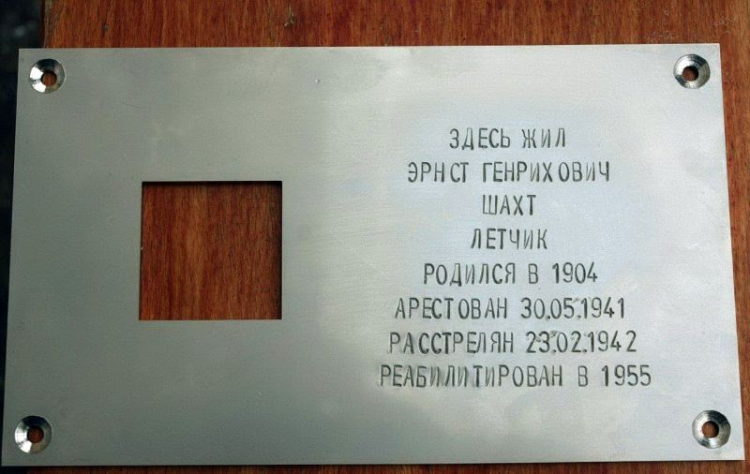 ЗДЕСЬ ЖИЛ
ЭРНСТ ГЕНРИХОВИЧ
ШАХТ
ЛЕТЧИК
РОДИЛСЯ В 1904
АРЕСТОВАН 30.05.1941
РАССТРЕЛЯН 23.02.1942
РЕАБИЛИТИРОВАН В 1955